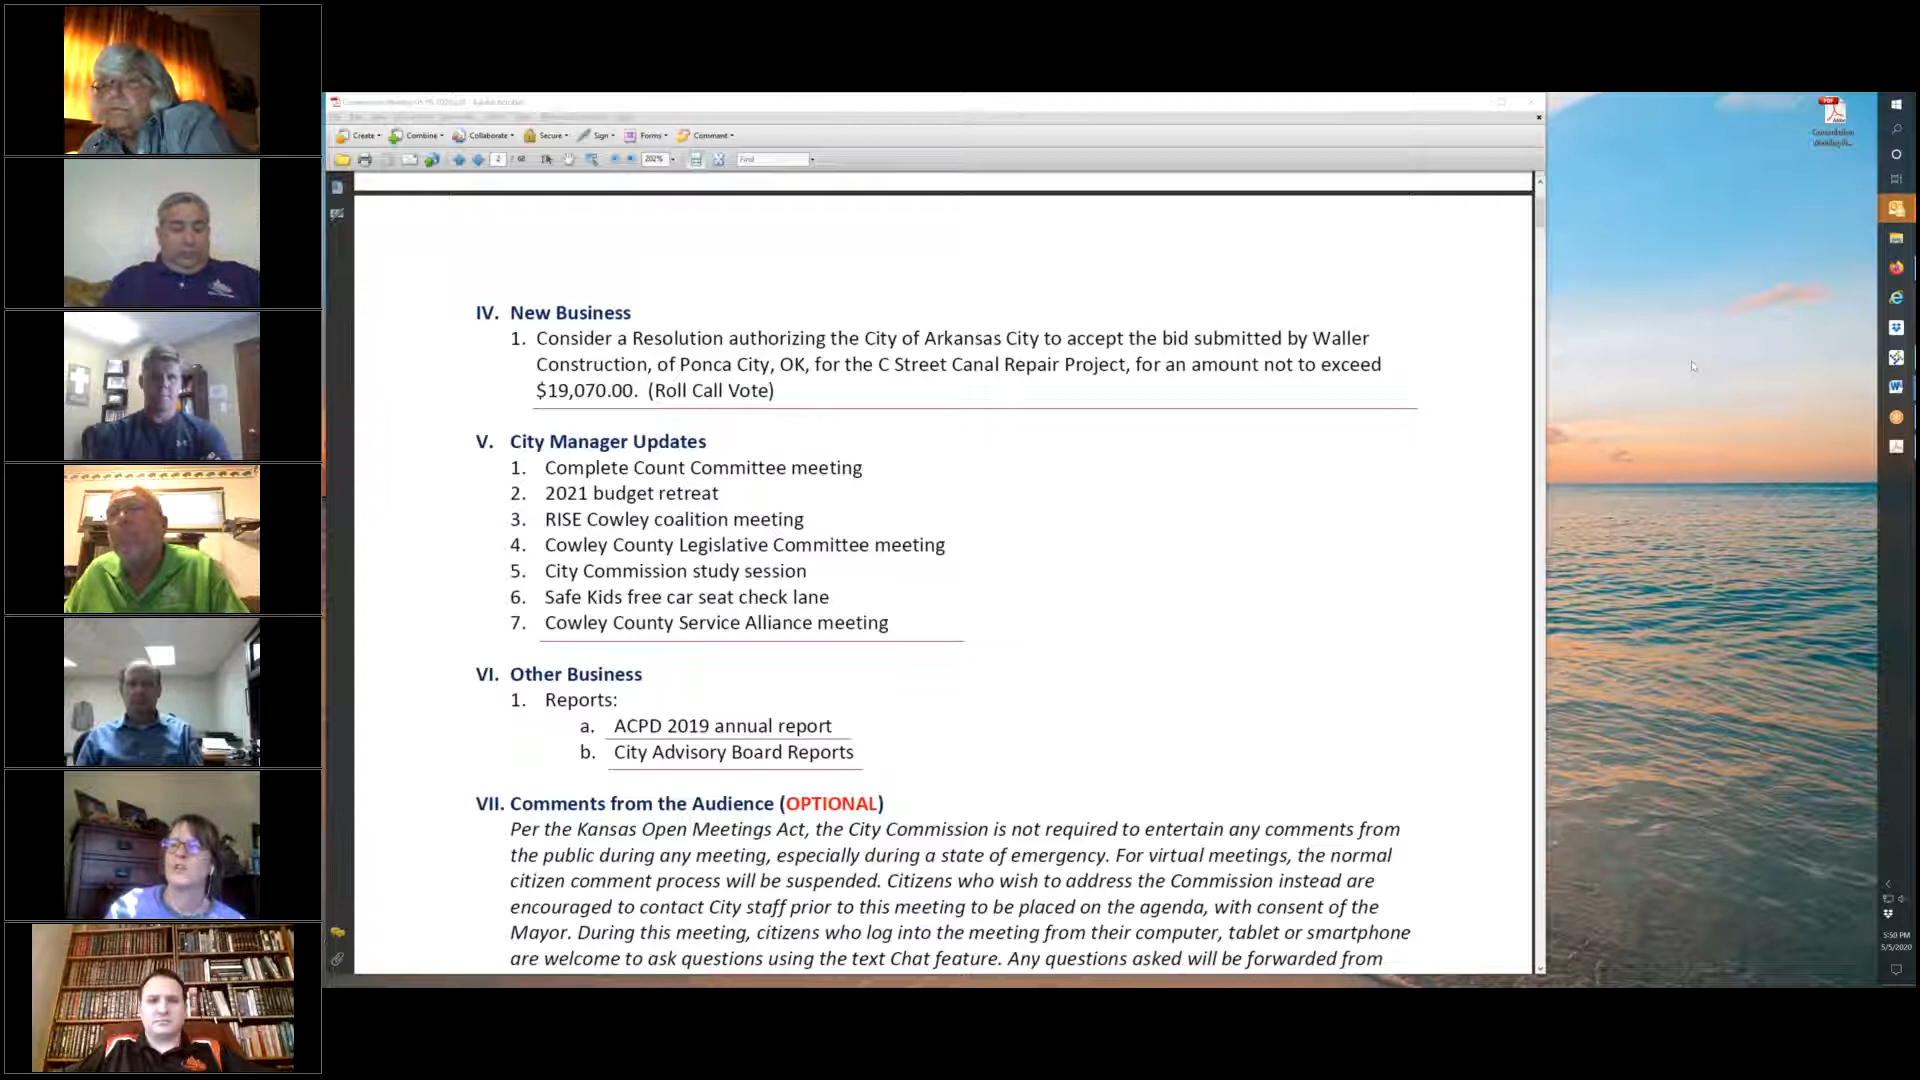 Create
Combine
Collaborate
Secure
Sign
Forms
Comment
2 / 68
202%
Find
IV. New Business
1. Consider a Resolution authorizing the City of Arkansas City to accept the bid submitted by Waller
Construction, of Ponca City, OK, for the C Street Canal Repair Project, for an amount not to exceed
$19,070.00. (Roll Call Vote)
V. City Manager Updates
1. Complete Count Committee meeting
2. 2021 budget retreat
3. RISE Cowley coalition meeting
4. Cowley County Legislative Committee meeting
5. City Commission study session
6. Safe Kids free car seat check lane
7. Cowley County Service Alliance meeting
VI. Other Business
1. Reports:
a. ACPD 2019 annual report
b. City Advisory Board Reports
VII. Comments from the Audience (OPTIONAL)
Per the Kansas Open Meetings Act, the City Commission is not required to entertain any comments from
the public during any meeting, especially during a state of emergency. For virtual meetings, the normal
citizen comment process will be suspended. Citizens who wish to address the Commission instead are
encouraged to contact City staff prior to this meeting to be placed on the agenda, with consent of the
Mayor. During this meeting, citizens who log into the meeting from their computer, tablet or smartphone
are welcome to ask questions using the text Chat feature. Any questions asked will be forwarded from
PDF
5:50 PM
5/5/2020